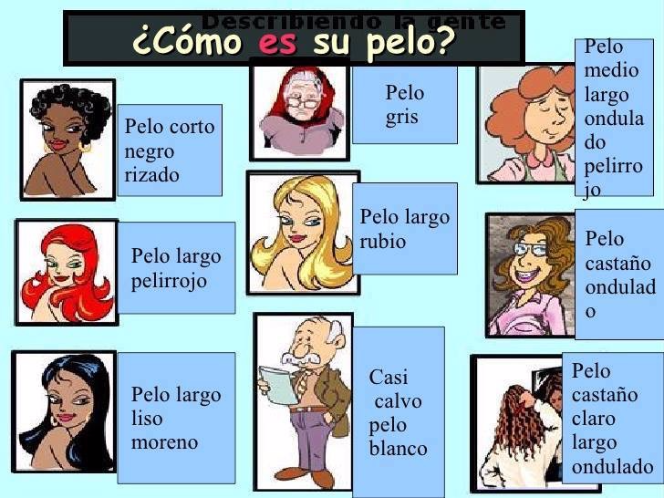 Describiendo la gente
¿Cómo es su pelo?
Pelo corto
negro
rizado
Pelo
gris
Pelo
medio
largo
ondula
do
pelirro
jo
Pelo largo
pelirrojo
Pelo largo
rubio
Pelo
castaño
ondulad
o
Pelo largo
liso
moreno
Casi
calvo
pelo
blanco
Pelo
castaño
claro
largo
ondulado